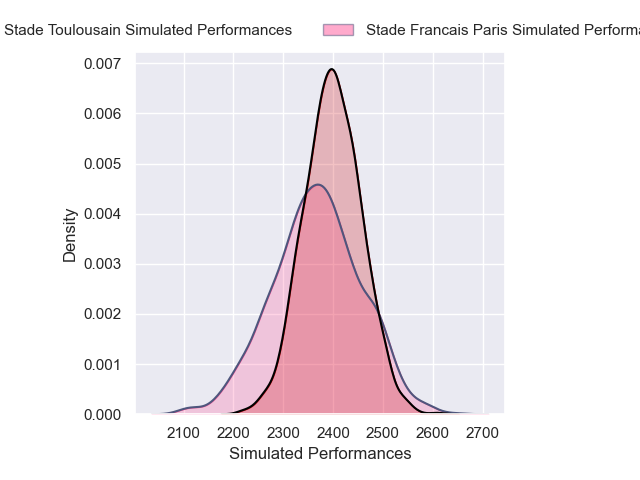 Stade Toulousain Simulated Performances Stade Francais Paris Simulated Performa
0.007
0.006
0.005
0.004
0.003
0.002
0.001
0.000
Density
2100 2200 2300 2400 2500 2600 2700
Simulated Performances